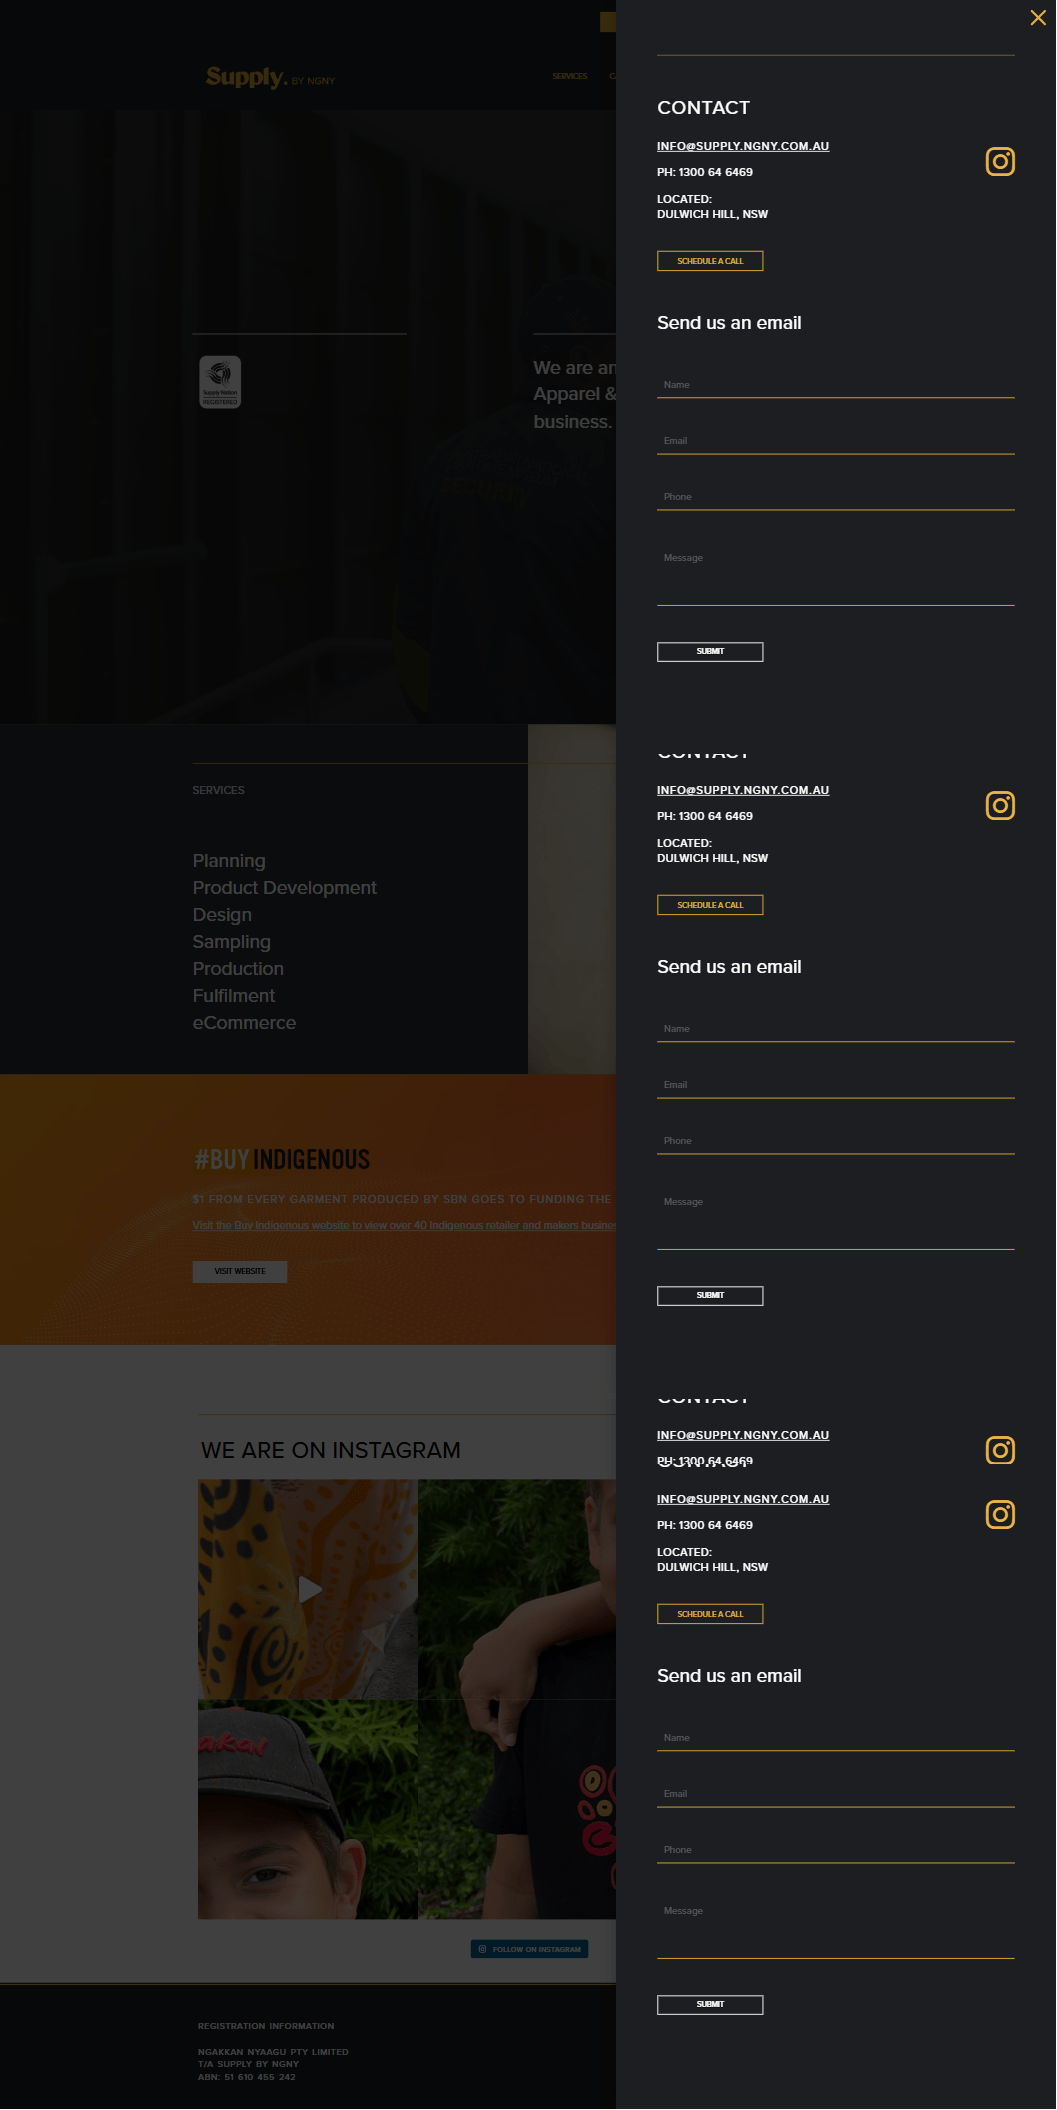 Supply. BY NGNY
SERVICES
We are an
Apparel &
business.
Supply Nation
REGISTERED
SECURITY
SERVICES
Planning
Product Development
Design
Sampling
Production
Fulfilment
eCommerce
#BUY INDIGENOUS
$1 FROM EVERY GARMENT PRODUCED BY SBN GOES TO FUNDING THE
Visit the Buy Indigenous website to view over 40 Indigenous retailer and makers
VISIT WEBSITE
WE ARE ON INSTAGRAM
FOLLOW ON INSTAGRAM
REGISTRATION INFORMATION
NGAKKAN NYAAGU PTY LIMITED
T/A SUPPLY BY NGNY
ABN: 51 610 455 242
CONTACT
INFO@SUPPLY.NGNY.COM.AU
PH: 1300 64 6469
LOCATED:
DULWICH HILL, NSW
SCHEDULE A CALL
Send us an email
Name
Email
Phone
Message
SUBMIT
CONTACT
INFO@SUPPLY.NGNY.COM.AU
PH: 1300 64 6469
LOCATED:
DULWICH HILL, NSW
SCHEDULE A CALL
Send us an email
Name
Email
Phone
Message
SUBMIT
CONTACT
INFO@SUPPLY.NGNY.COM.AU
PH: 1300 64 6469
INFO@SUPPLY.NGNY.COM.AU
PH: 1300 64 6469
LOCATED:
DULWICH HILL, NSW
SCHEDULE A CALL
Send us an email
Name
Email
Phone
Message
SUBMIT